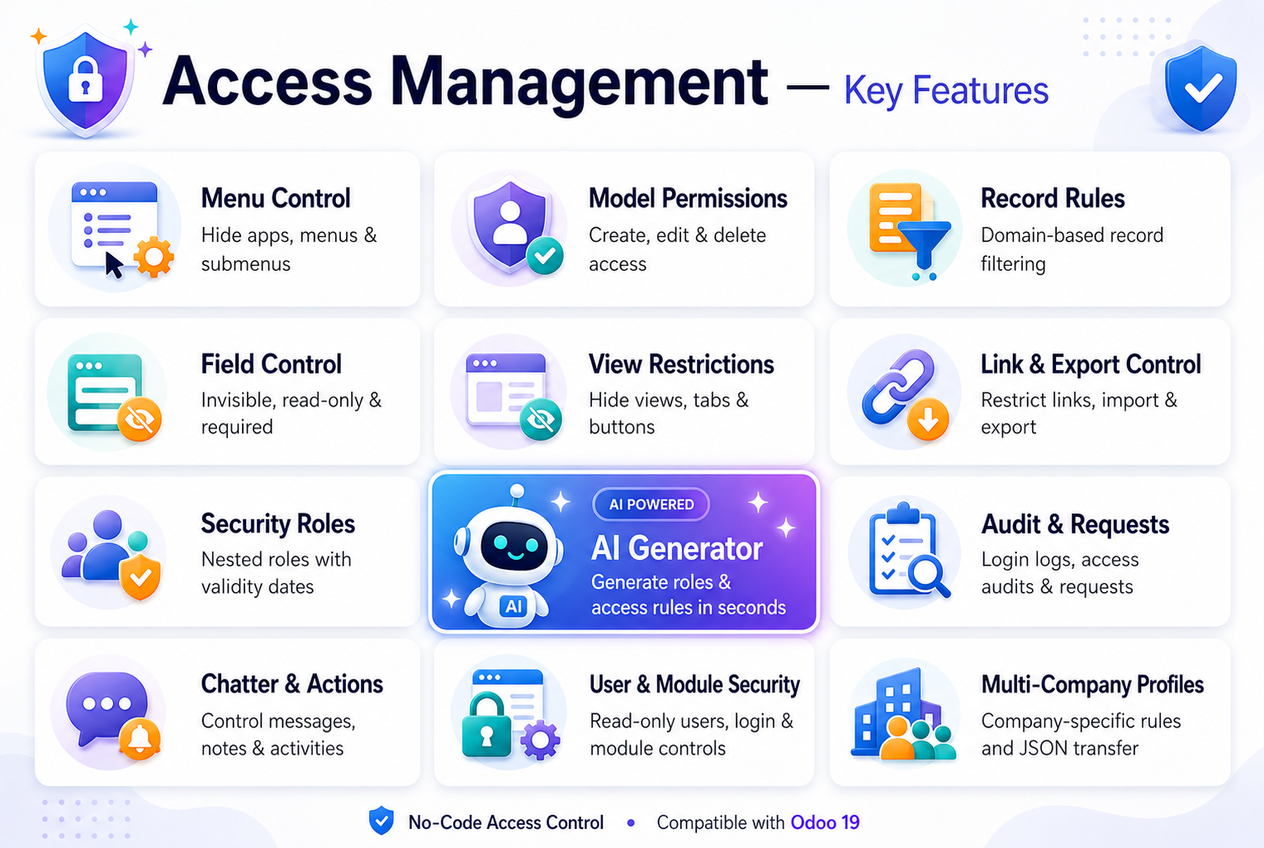 Access Management — Key Features
Menu Control
Hide apps, menus &
submenus
Model Permissions
Create, edit & delete
access
Record Rules
Domain-based record
filtering
Field Control
Invisible, read-only &
required
View Restrictions
Hide views, tabs &
buttons
Link & Export Control
Restrict links, import &
export
Security Roles
Nested roles with
validity dates
AI
AI POWERED
AI Generator
Generate roles &
access rules in seconds
Audit & Requests
Login logs, access
audits & requests
Chatter & Actions
Control messages,
notes & activities
User & Module Security
Read-only users, login &
module controls
Multi-Company Profiles
Company-specific rules
and JSON transfer
No-Code Access Control • Compatible with Odoo 19